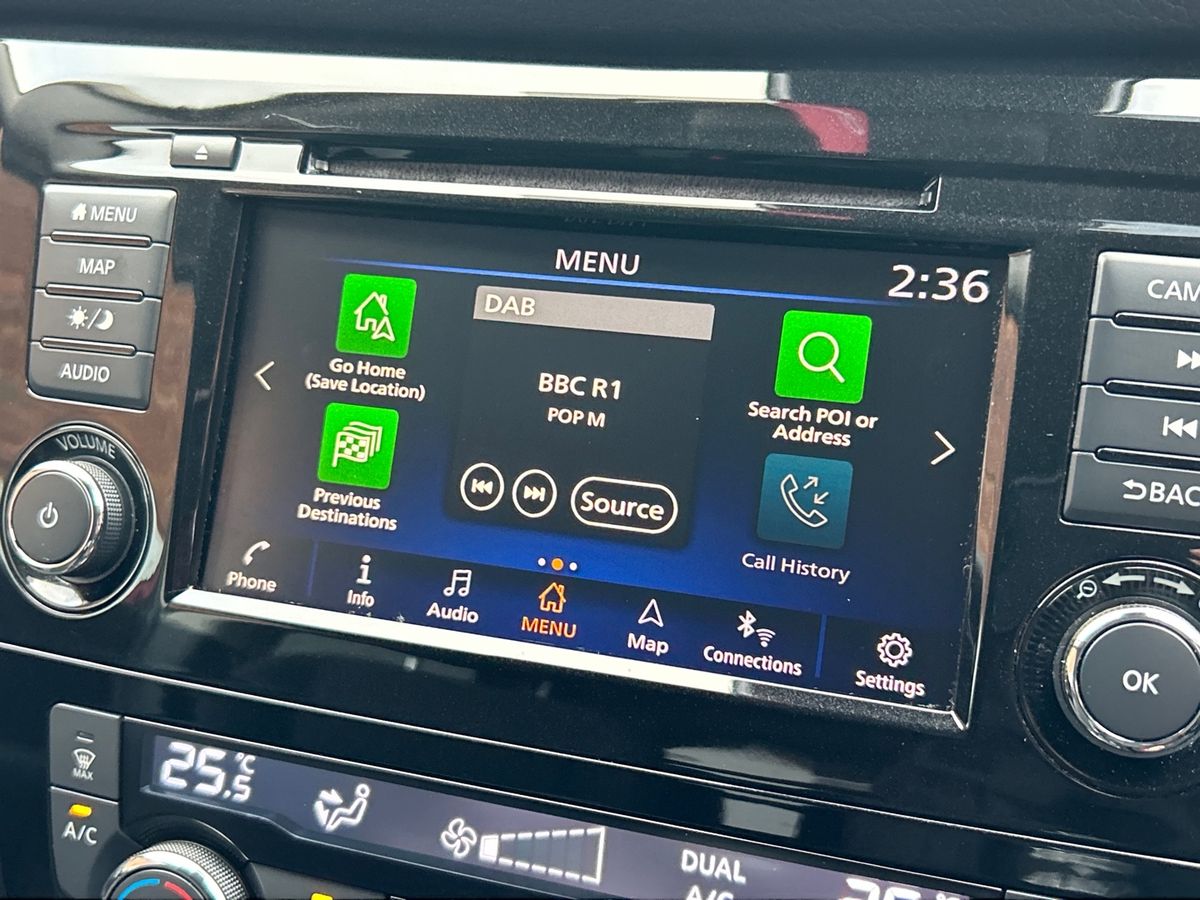 MENU
MAP
AUDIO
VOLUME
MENU
2:36
DAB
BBC R1
POP M
Source
Go Home
(Save Location)
Previous
Destinations
Search POI or
Address
Call History
Phone
Info
Audio
MENU
Map
Connections
Settings
CAM
BAC
OK
MAX
A/C
25.5 °C
DUAL
A/C